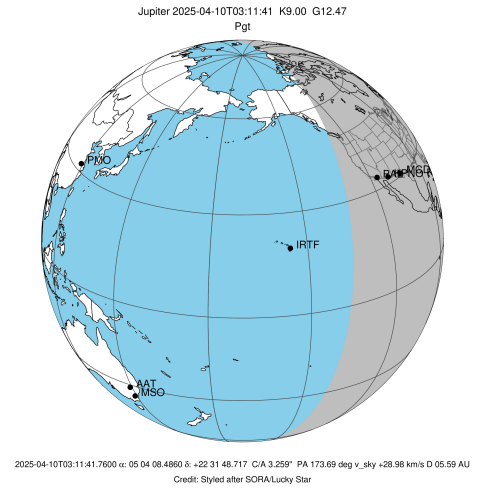 Jupiter 2025-04-10T03:11:41 K9.00 G12.47
Pgt
PMO
IRTF
AAT
MSO
2025-04-10T03:11:41.7600 α: 05 04 08.4860 δ: +22 31 48.717 C/A 3.259" PA 173.69 deg v_sky +28.98 km/s D 05.59 AU
Credit: Styled after SORA/Lucky Star